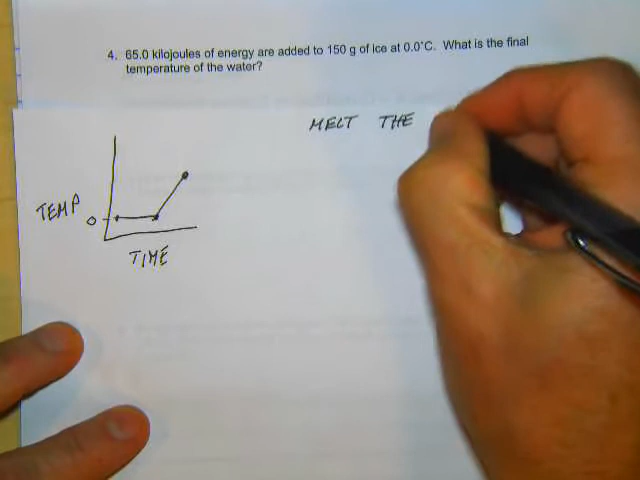 4. 65.0 kilojoules of energy are added to 150 g of ice at 0.0°C. What is the final
temperature of the water?
MELT THE
TEMP
0
TIME